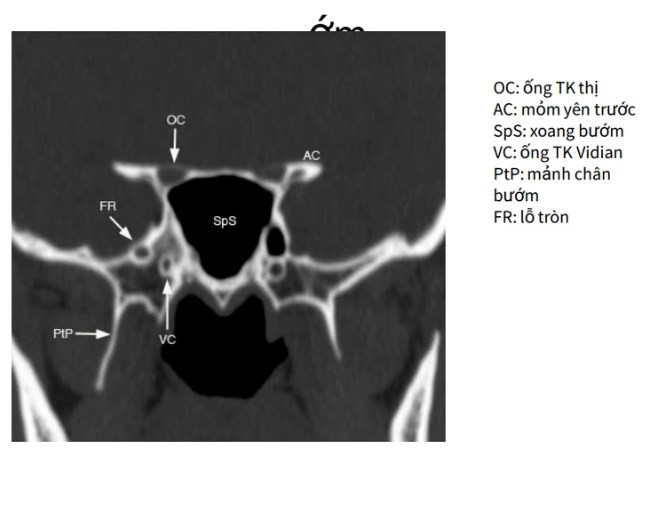 OC
AC
FR
SpS
PtP
VC
OC: ống TK thị
AC: mỏm yên trước
SpS: xoang bướm
VC: ống TK Vidian
PtP: mảnh chân
bướm
FR: lỗ tròn